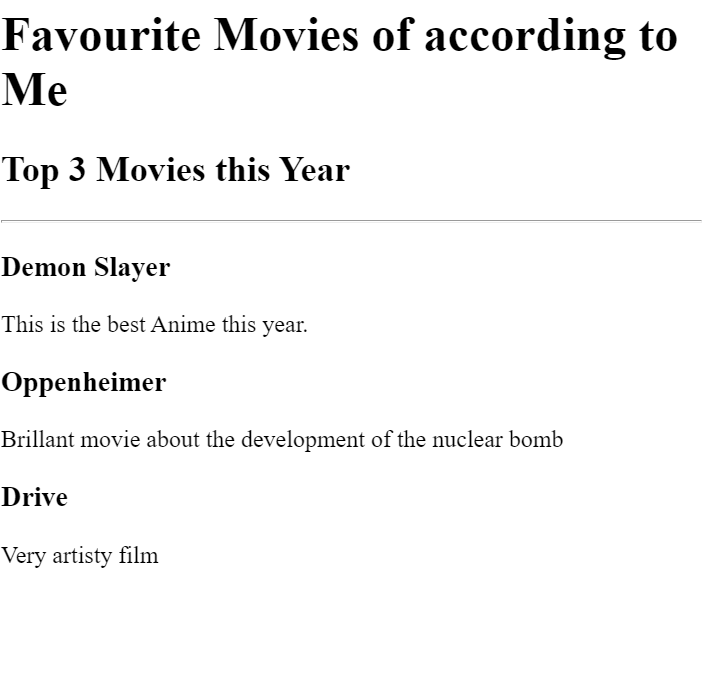 Favourite Movies of according to
Me
Top 3 Movies this Year
Demon Slayer
This is the best Anime this year.
Oppenheimer
Brillant movie about the development of the nuclear bomb
Drive
Very artisty film